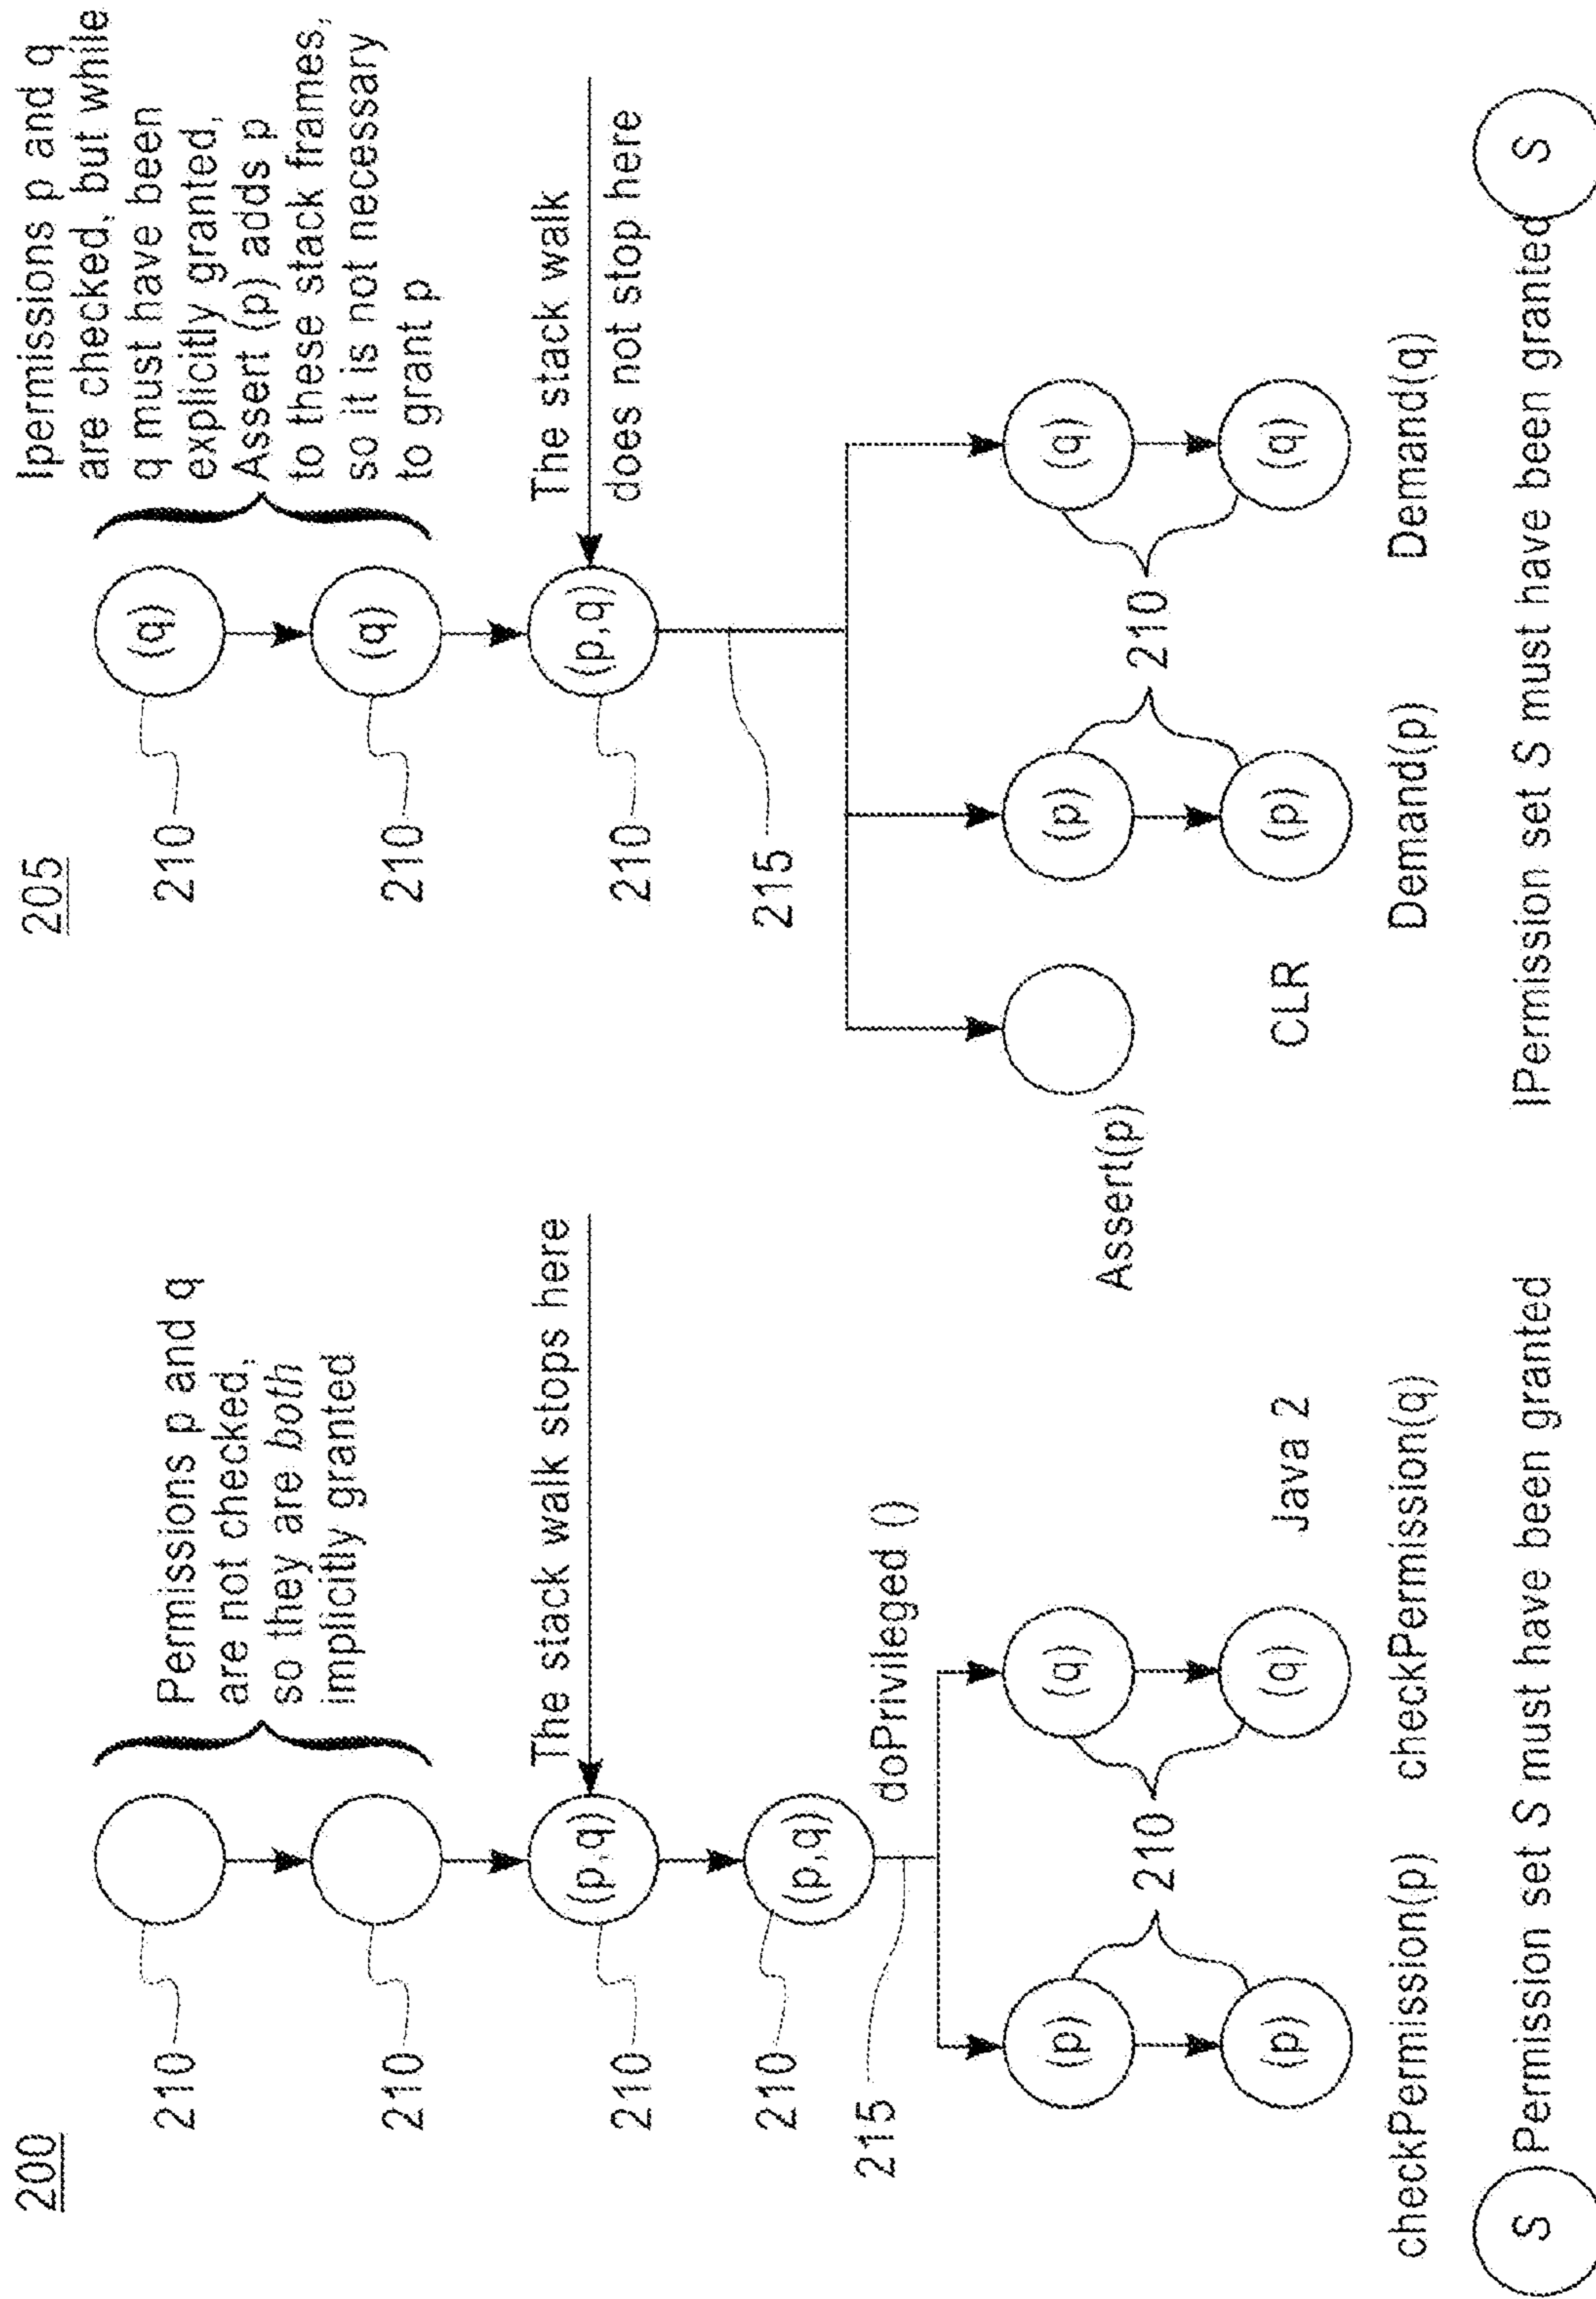 200
210
210
210
210
215
Permissions p and q
are not checked,
so they are both
implicitly granted
The stack walk stops here
(p,q)
(p,q)
doPrivileged ()
(p)
(q)
210
(p)
(q)
Java 2
checkPermission(p)
checkPermission(q)
S
Permission set S must have been granted
205
210
210
210
215
Ipermissions p and q
are checked, but while
q must have been
explicitly granted,
Assert (p) adds p
to these stack frames,
so it is not necessary
to grant p
(q)
(q)
The stack walk
does not stop here
(p,q)
Assert(p)
(p)
(q)
210
(p)
(q)
CLR
Demand(p)
Demand(q)
IPermission set S must have been granted
S